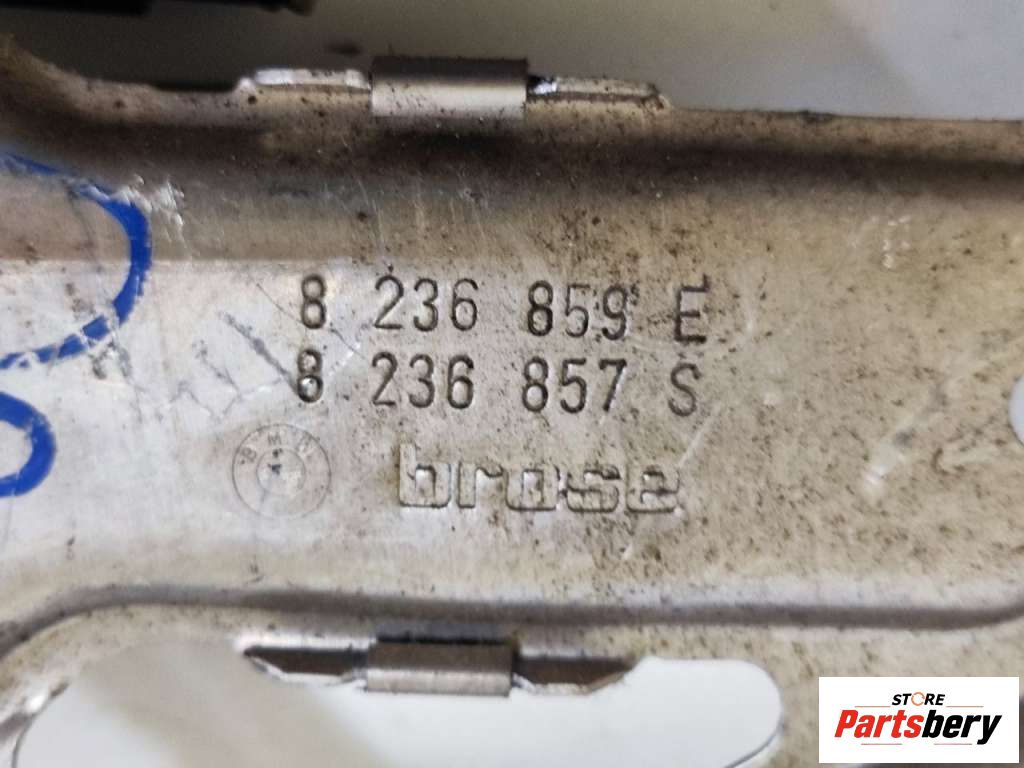 8 236 859 E
8 236 857 S
BMW
brose
STORE
Partsbery